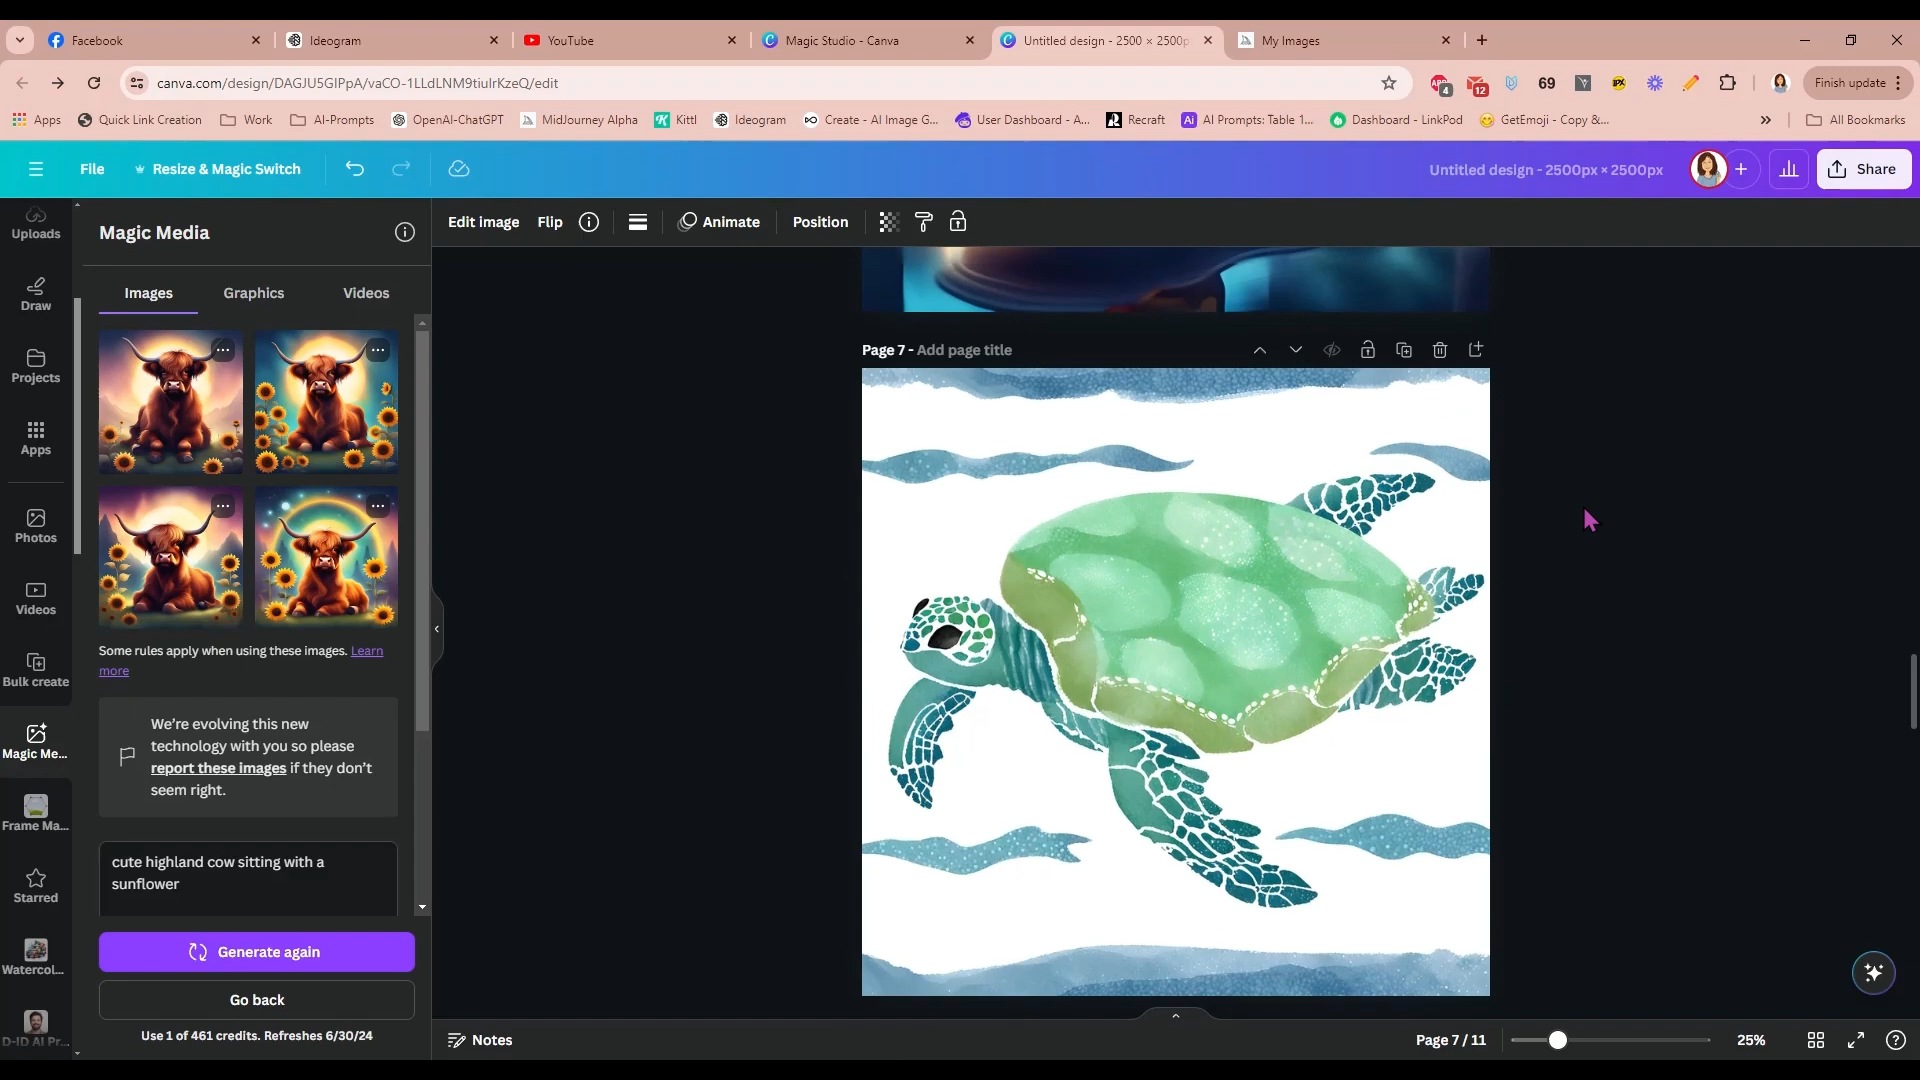 Facebook
Ideogram
YouTube
Magic Studio - Canva
Untitled design - 2500 × 2500p
My Images
canva.com/design/DAGJU5GIPpA/vaCO-1LLdLNM9tiuIrKzeQ/edit
4
12
69
Finish update
Apps
Quick Link Creation
Work
AI-Prompts
OpenAI-ChatGPT
MidJourney Alpha
Kittl
Ideogram
Create - AI Image G...
User Dashboard - A...
Recraft
AI Prompts: Table 1...
Dashboard - LinkPod
GetEmoji - Copy &...
All Bookmarks
File
Resize & Magic Switch
Untitled design - 2500px × 2500px
Share
Uploads
Draw
Projects
Apps
Photos
Videos
Bulk create
Magic Me...
Frame Ma...
Starred
Watercol...
D-ID AI Pr...
Magic Media
Images
Graphics
Videos
Some rules apply when using these images. Learn
more
We're evolving this new
technology with you so please
report these images if they don't
seem right.
cute highland cow sitting with a
sunflower
Generate again
Go back
Use 1 of 461 credits. Refreshes 6/30/24
Edit image
Flip
Animate
Position
Page 7 - Add page title
Notes
Page 7 / 11
25%